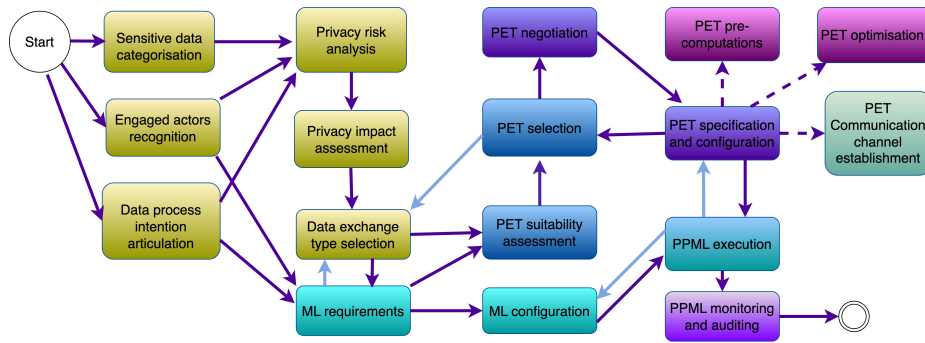 Start
Sensitive data
categorisation
Engaged actors
recognition
Data process
intention
articulation
Privacy risk
analysis
Privacy impact
assessment
Data exchange
type selection
ML requirements
PET negotiation
PET selection
PET suitability
assessment
ML configuration
PET pre-
computations
PET specification
and configuration
PPML execution
PPML monitoring
and auditing
PET optimisation
PET
Communication
channel
establishment